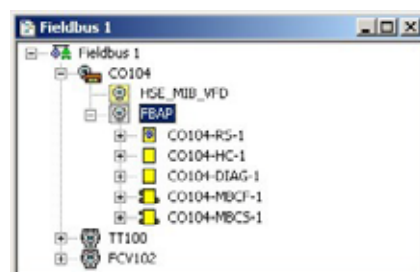 Fieldbus 1
Fieldbus 1
CO104
HSE_MIB_VFD
FBAP
CO104-RS-1
CO104-HC-1
CO104-DIAG-1
CO104-MBCF-1
CO104-MBCS-1
TT100
FCV102